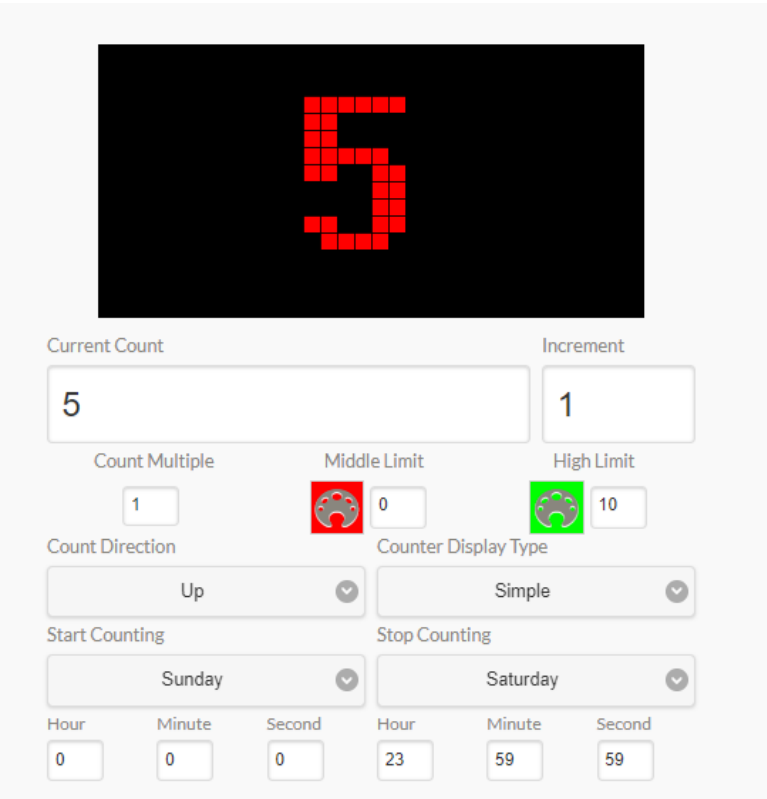 5
Current Count Increment
5 1
Count Multiple Middle Limit High Limit
1 0 10
Count Direction Counter Display Type
Up Simple
Start Counting Stop Counting
Sunday Saturday
Hour Minute Second Hour Minute Second
0 0 0 23 59 59